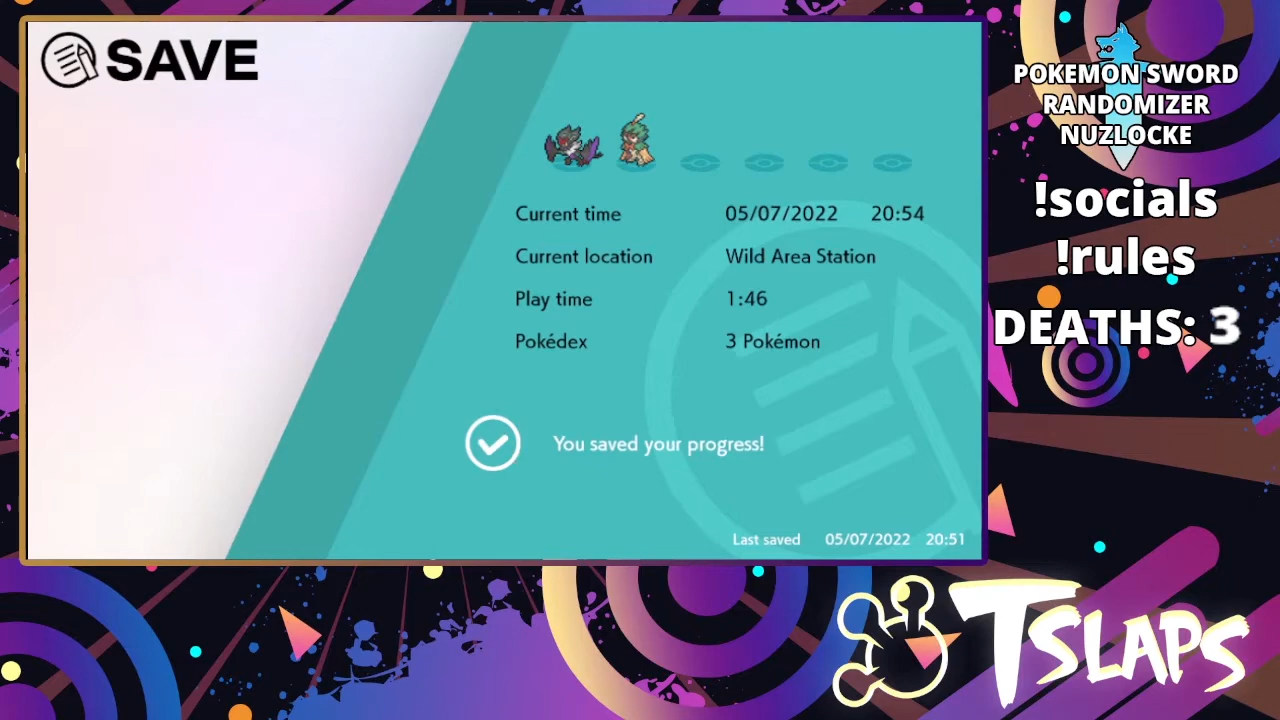 SAVE
Current time 05/07/2022 20:54
Current location Wild Area Station
Play time 1:46
Pokédex 3 Pokémon
You saved your progress!
Last saved 05/07/2022 20:51
POKEMON SWORD
RANDOMIZER
NUZLOCKE
!socials
!rules
DEATHS: 3
TSLAPS